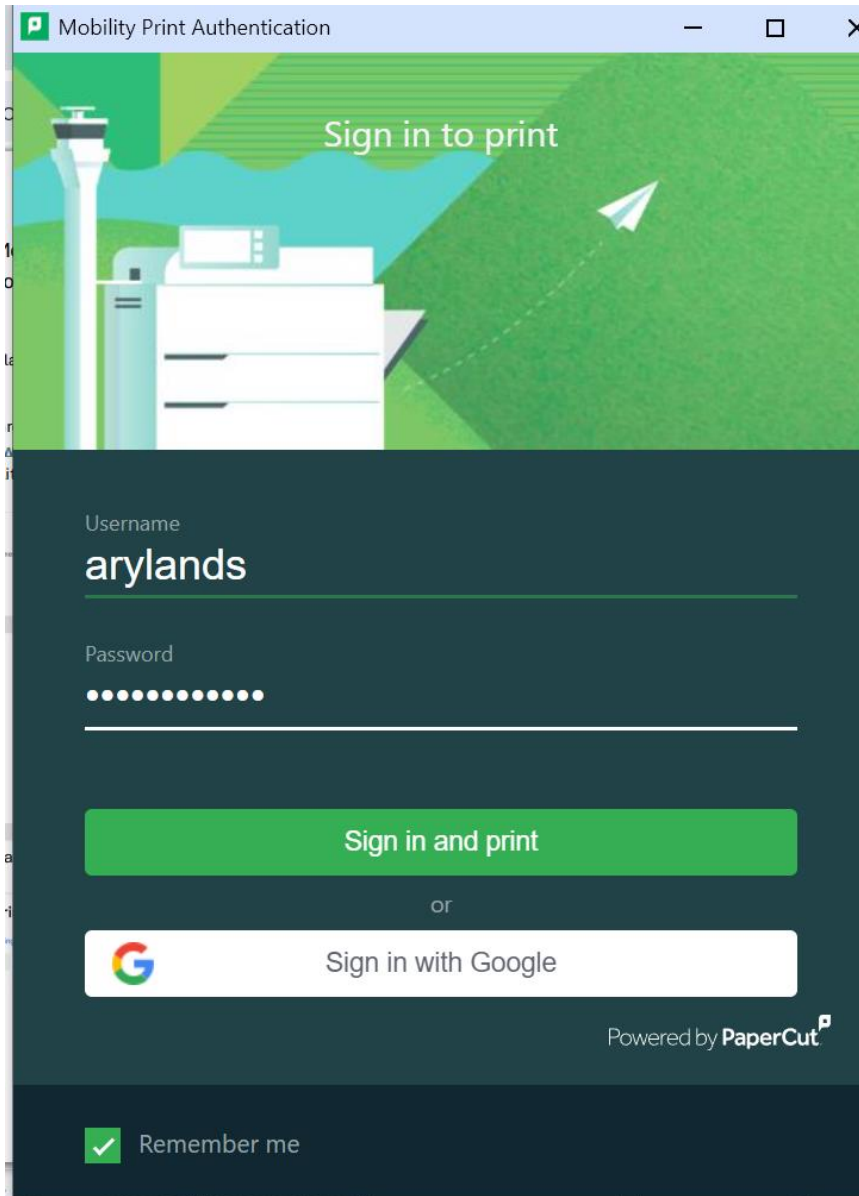 Mobility Print Authentication
Sign in to print
Username
arylands
Password
••••••••••••
Sign in and print
or
Sign in with Google
Powered by PaperCut
Remember me